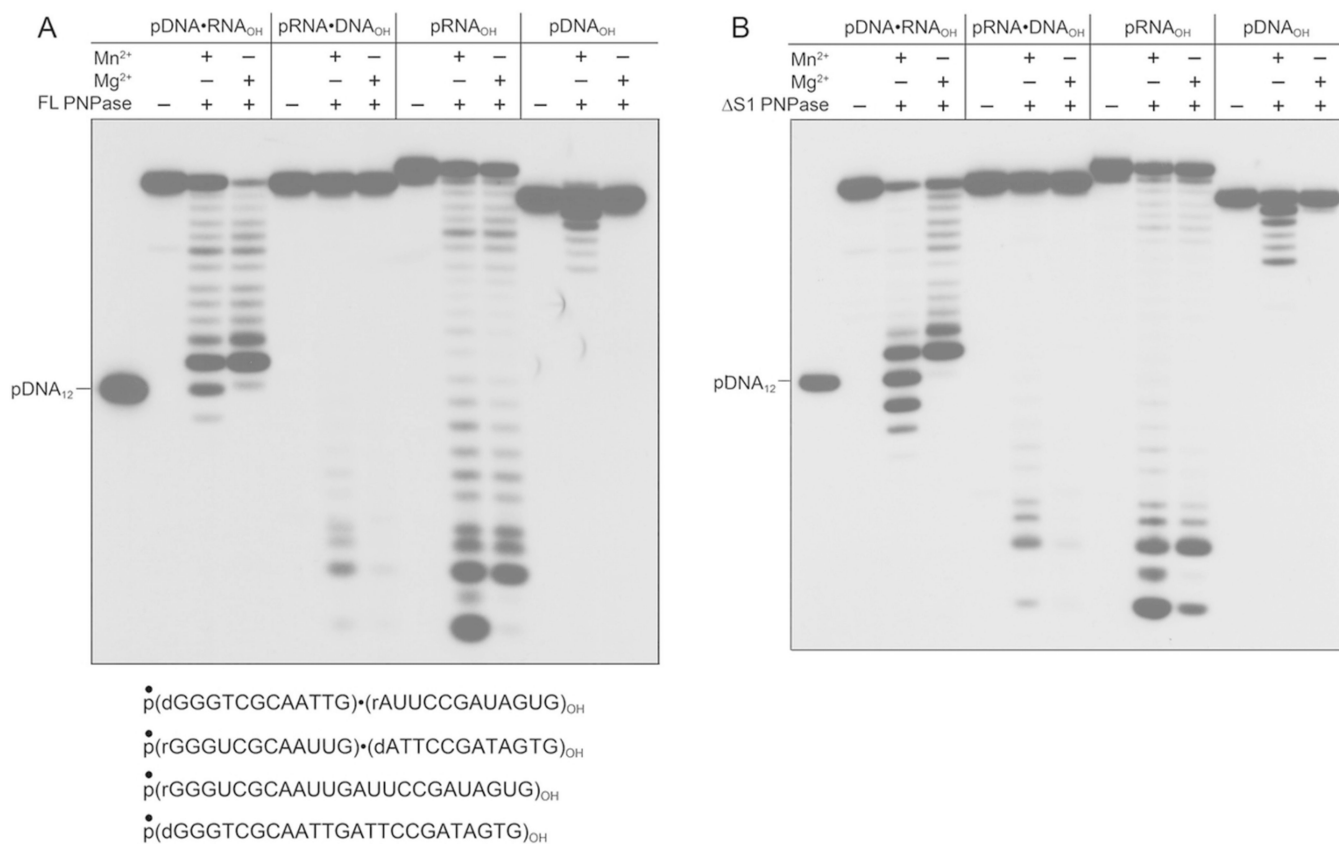 A
pDNA•RNAOH pRNA•DNAOH pRNAOH pDNAOH
Mn2+ + − + − + − + −
Mg2+ − + − + − + − +
FL PNPase − + + − + + − + + − + +
pDNA12
B
pDNA•RNAOH pRNA•DNAOH pRNAOH pDNAOH
Mn2+ + − + − + − + −
Mg2+ − + − + − + − +
ΔS1 PNPase − + + − + + − + + − + +
pDNA12
p(dGGGTCGCAATTG)•(rAUUCCGAUAGUG)OH
p(rGGGUCGCAAUUG)•(dATTCCGATAGTG)OH
p(rGGGUCGCAAUUGAUUCCGAUAGUG)OH
p(dGGGTCGCAATTGATTCCGATAGTG)OH